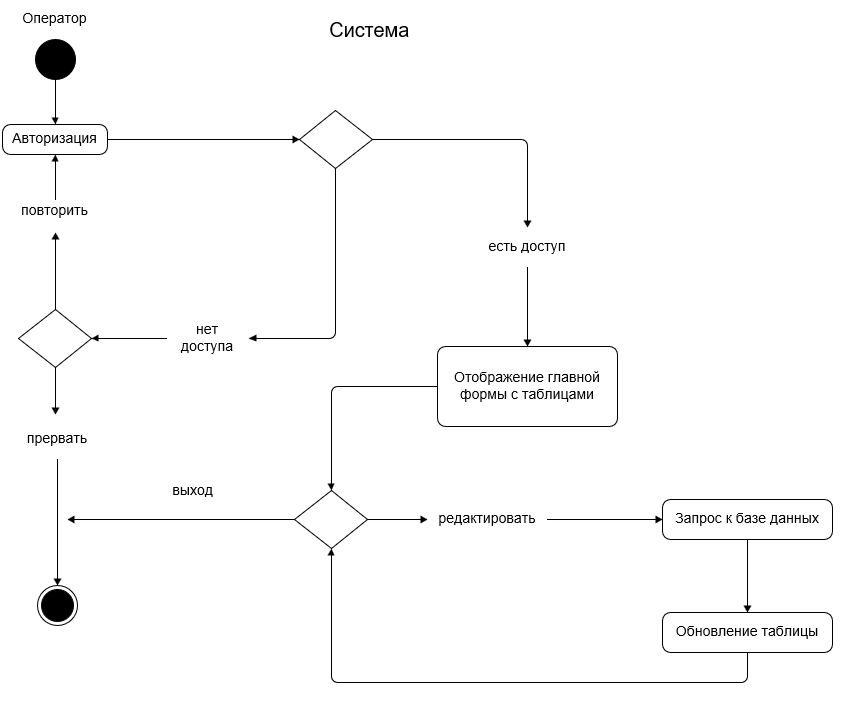 Оператор
Система
Авторизация
повторить
есть доступ
нет
доступа
Отображение главной
формы с таблицами
прервать
выход
редактировать
Запрос к базе данных
Обновление таблицы